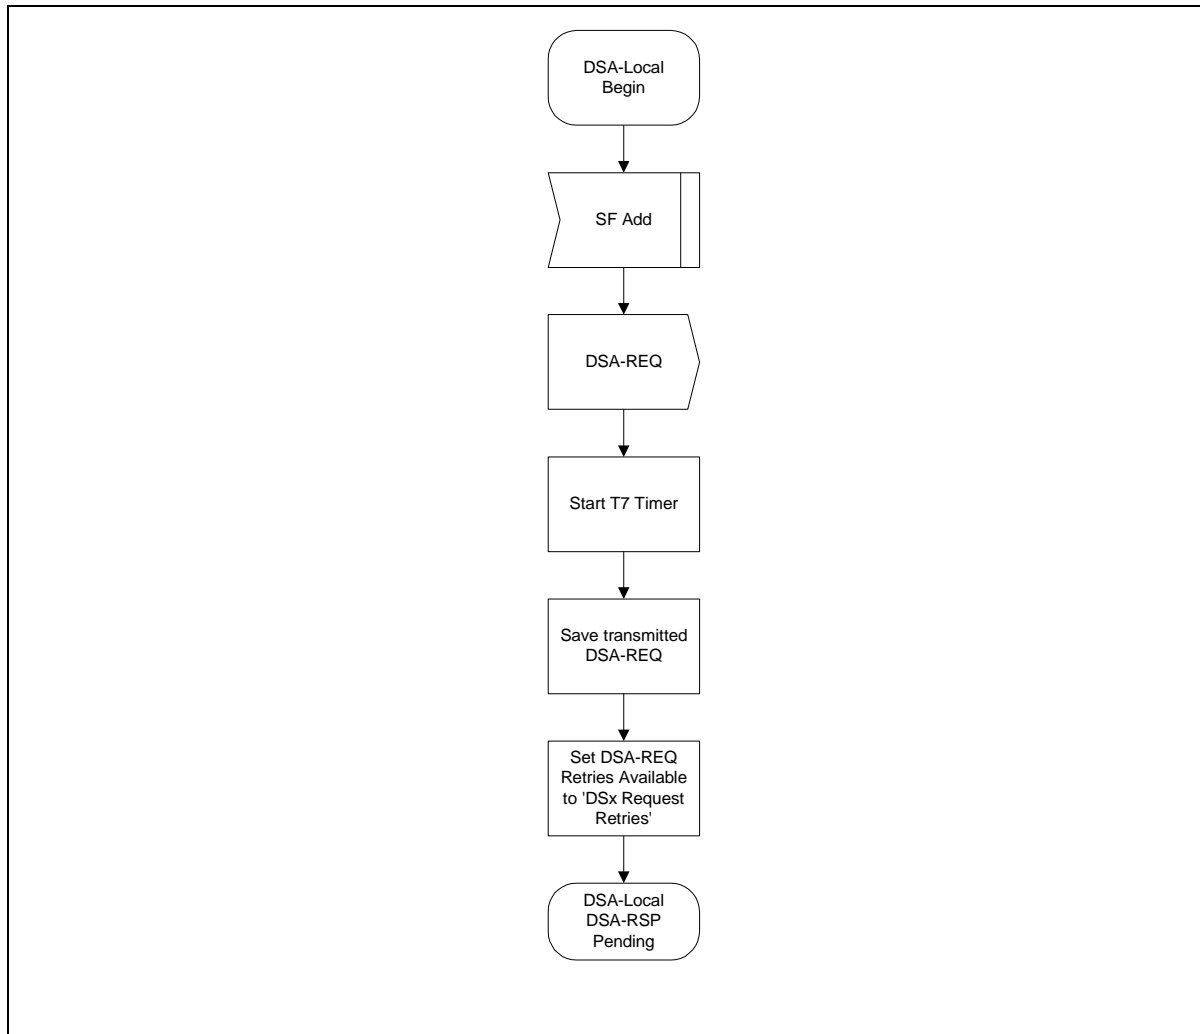 DSA-Local
Begin
SF Add
DSA-REQ
Start T7 Timer
Save transmitted
DSA-REQ
Set DSA-REQ
Retries Available
to 'DSx Request
Retries'
DSA-Local
DSA-RSP
Pending